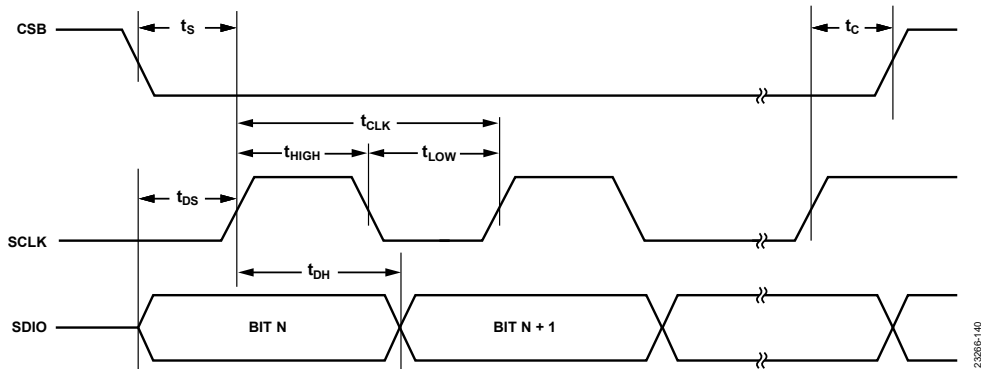 CSB
tS
tC
tCLK
tHIGH
tLOW
tDS
SCLK
tDH
SDIO
BIT N
BIT N + 1
23266-140